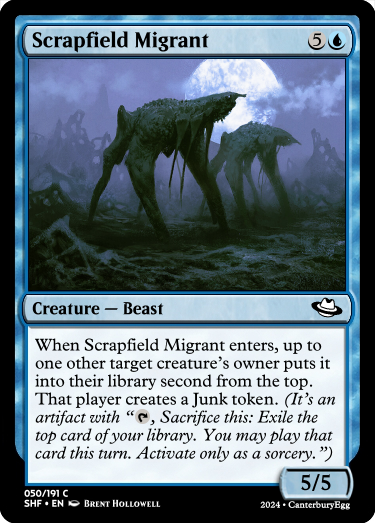 Scrapfield Migrant 5
Creature — Beast
When Scrapfield Migrant enters, up to
one other target creature's owner puts it
into their library second from the top.
That player creates a Junk token. (It's an
artifact with “, Sacrifice this: Exile the
top card of your library. You may play that
card this turn. Activate only as a sorcery.”)
5/5
050/191 C
SHF • EN Brent Hollowell
2024 • CanterburyEgg